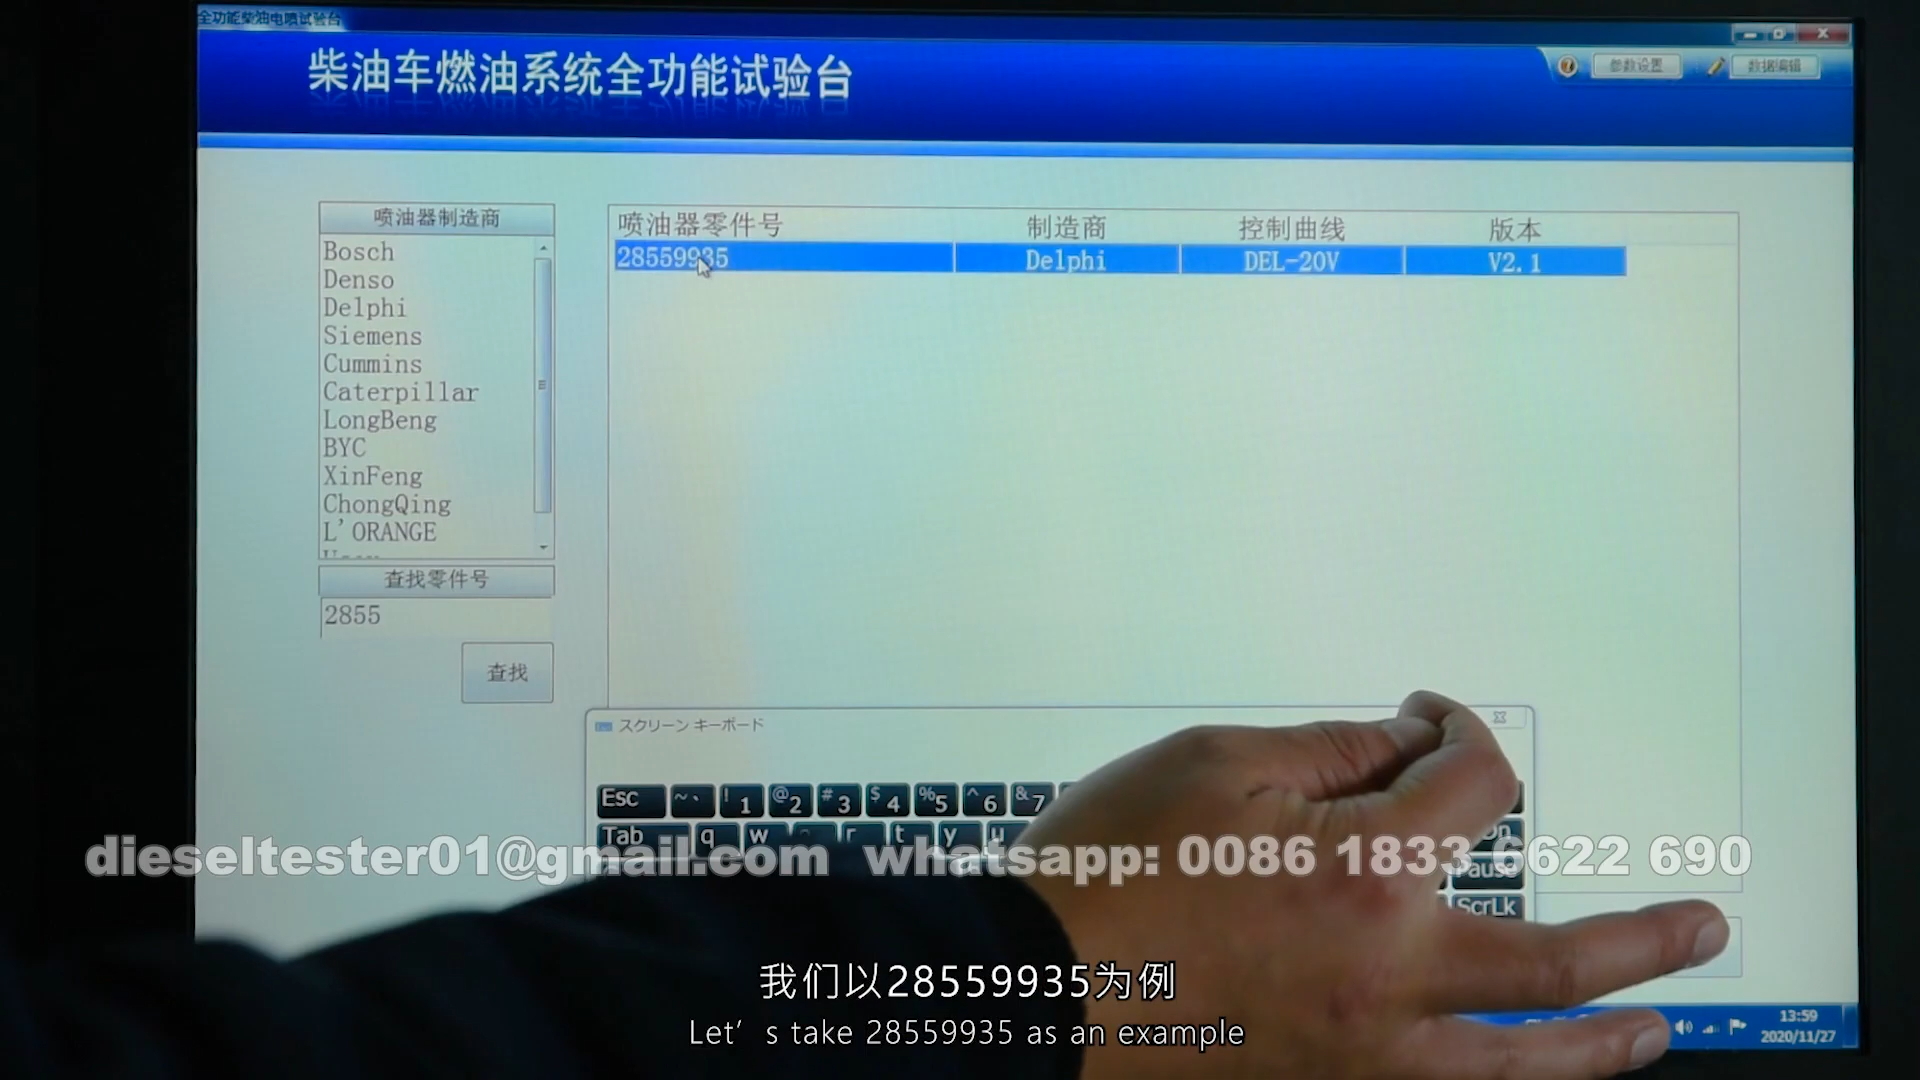 全功能柴油电喷试验台
柴油车燃油系统全功能试验台
参数设置 数据编辑
喷油器制造商
Bosch
Denso
Delphi
Siemens
Cummins
Caterpillar
LongBeng
BYC
XinFeng
ChongQing
L'ORANGE
查找零件号
2855
查找
喷油器零件号 制造商 控制曲线 版本
28559935 Delphi DEL-20V V2.1
スクリーン キーボード
Esc ~ ` ! 1 @ 2 # 3 $ 4 % 5 ^ 6 & 7
Tab q w r t y u
Pause
ScrLk
dieseltester01@gmail.com whatsapp: 0086 1833 6622 690
我们以28559935为例
Let's take 28559935 as an example
13:59
2020/11/27